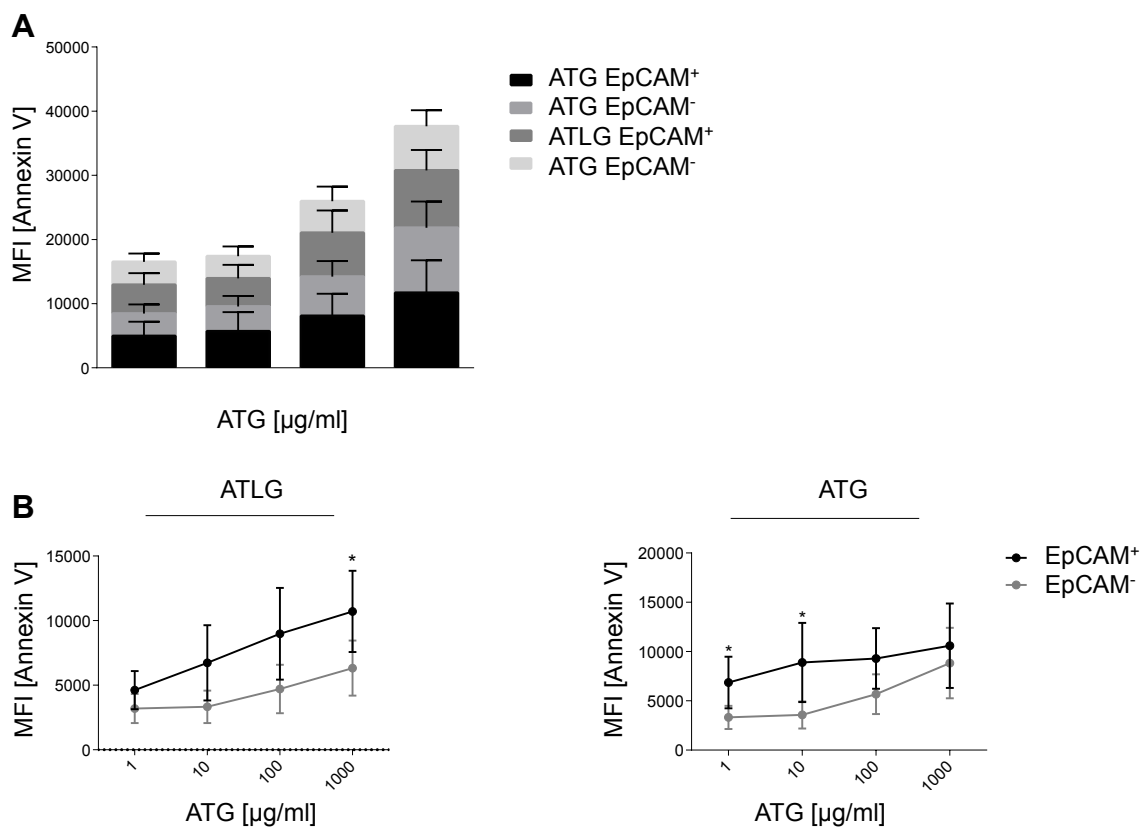 A
MFI [Annexin V]
50000
40000
30000
20000
10000
0
ATG [µg/ml]
ATG EpCAM⁺
ATG EpCAM⁻
ATLG EpCAM⁺
ATG EpCAM⁻
B
ATLG
MFI [Annexin V]
15000
*
10000
5000
0
1 10 100 1000
ATG [µg/ml]
ATG
MFI [Annexin V]
20000
15000
* *
10000
5000
0
1 10 100 1000
ATG [µg/ml]
EpCAM⁺
EpCAM⁻